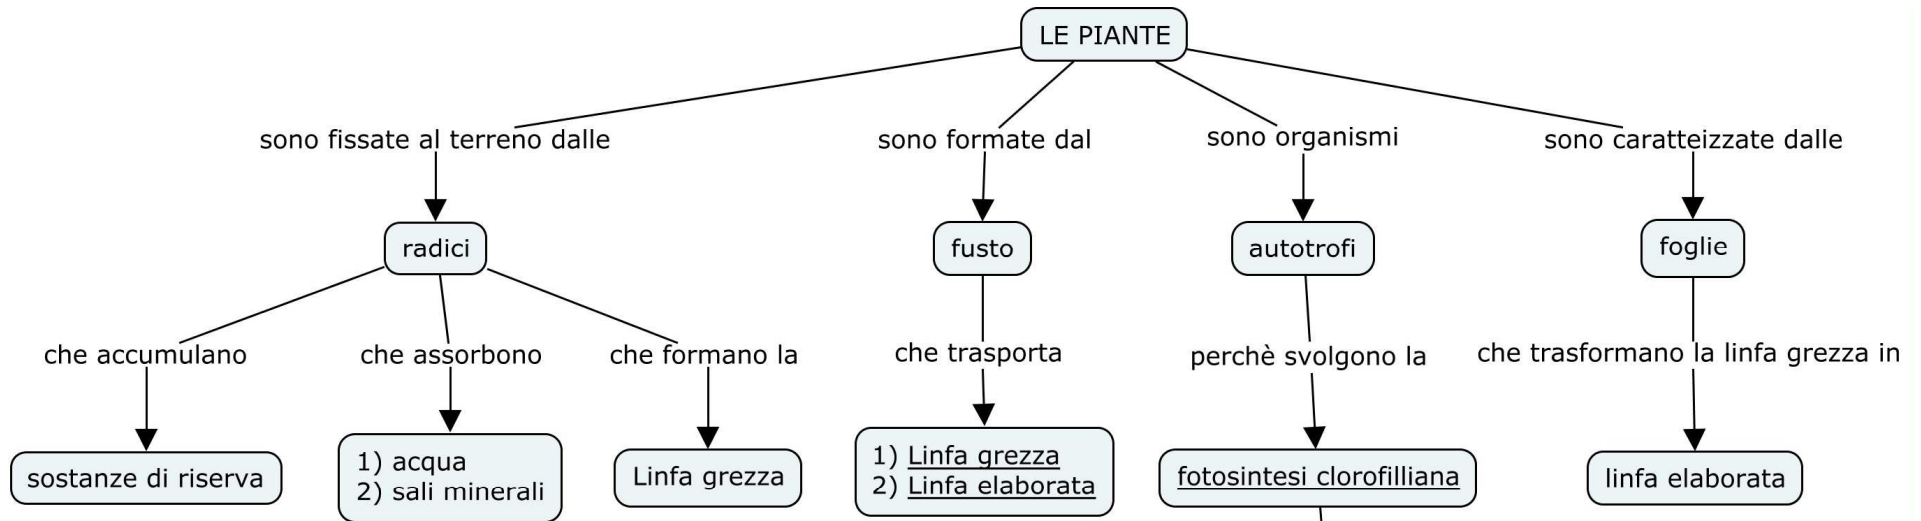 LE PIANTE
sono fissate al terreno dalle
sono formate dal
sono organismi
sono caratteizzate dalle
radici
fusto
autotrofi
foglie
che accumulano
che assorbono
che formano la
che trasporta
perchè svolgono la
che trasformano la linfa grezza in
sostanze di riserva
1) acqua
2) sali minerali
Linfa grezza
1) Linfa grezza
2) Linfa elaborata
fotosintesi clorofilliana
linfa elaborata